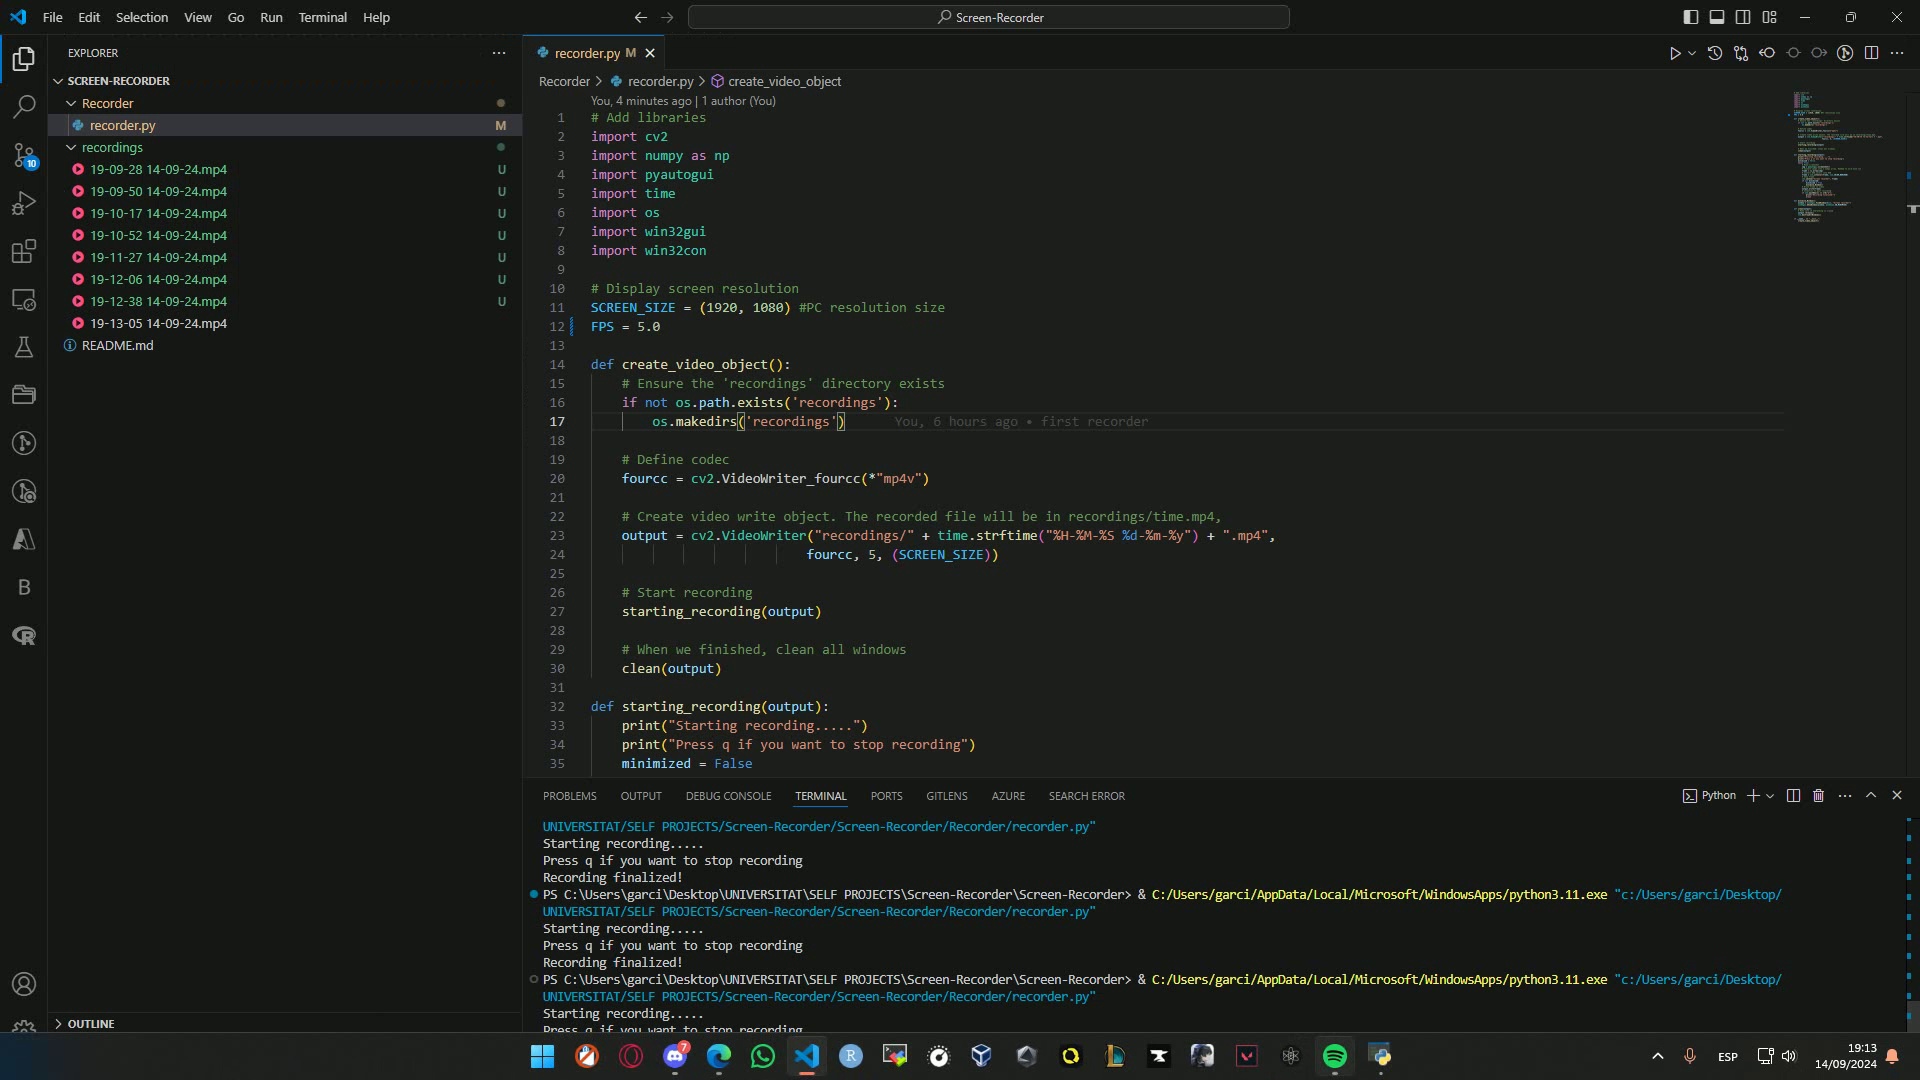 File Edit Selection View Go Run Terminal Help
Screen-Recorder
EXPLORER
SCREEN-RECORDER
Recorder
recorder.py M
recordings
19-09-28 14-09-24.mp4 U
19-09-50 14-09-24.mp4 U
19-10-17 14-09-24.mp4 U
19-10-52 14-09-24.mp4 U
19-11-27 14-09-24.mp4 U
19-12-06 14-09-24.mp4 U
19-12-38 14-09-24.mp4 U
19-13-05 14-09-24.mp4
README.md
OUTLINE
10
B
recorder.py M
Recorder > recorder.py > create_video_object
You, 4 minutes ago | 1 author (You)
1 # Add libraries
2 import cv2
3 import numpy as np
4 import pyautogui
5 import time
6 import os
7 import win32gui
8 import win32con
9
10 # Display screen resolution
11 SCREEN_SIZE = (1920, 1080) #PC resolution size
12 FPS = 5.0
13
14 def create_video_object():
15 # Ensure the 'recordings' directory exists
16 if not os.path.exists('recordings'):
17 os.makedirs('recordings') You, 6 hours ago • first recorder
18
19 # Define codec
20 fourcc = cv2.VideoWriter_fourcc(*"mp4v")
21
22 # Create video write object. The recorded file will be in recordings/time.mp4,
23 output = cv2.VideoWriter("recordings/" + time.strftime("%H-%M-%S %d-%m-%y") + ".mp4",
24 fourcc, 5, (SCREEN_SIZE))
25
26 # Start recording
27 starting_recording(output)
28
29 # When we finished, clean all windows
30 clean(output)
31
32 def starting_recording(output):
33 print("Starting recording.....")
34 print("Press q if you want to stop recording")
35 minimized = False
PROBLEMS OUTPUT DEBUG CONSOLE TERMINAL PORTS GITLENS AZURE SEARCH ERROR
Python
UNIVERSITAT/SELF PROJECTS/Screen-Recorder/Screen-Recorder/Recorder/recorder.py"
Starting recording.....
Press q if you want to stop recording
Recording finalized!
PS C:\Users\garci\Desktop\UNIVERSITAT\SELF PROJECTS\Screen-Recorder\Screen-Recorder> & C:/Users/garci/AppData/Local/Microsoft/WindowsApps/python3.11.exe "c:/Users/garci/Desktop/
UNIVERSITAT/SELF PROJECTS/Screen-Recorder/Screen-Recorder/Recorder/recorder.py"
Starting recording.....
Press q if you want to stop recording
Recording finalized!
PS C:\Users\garci\Desktop\UNIVERSITAT\SELF PROJECTS\Screen-Recorder\Screen-Recorder> & C:/Users/garci/AppData/Local/Microsoft/WindowsApps/python3.11.exe "c:/Users/garci/Desktop/
UNIVERSITAT/SELF PROJECTS/Screen-Recorder/Screen-Recorder/Recorder/recorder.py"
Starting recording.....
Press q if you want to stop recording
7
R
ESP
19:13
14/09/2024